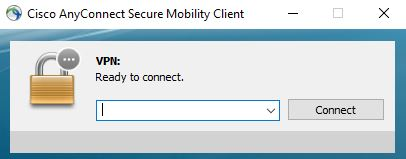 Cisco AnyConnect Secure Mobility Client
VPN:
Ready to connect.
Connect